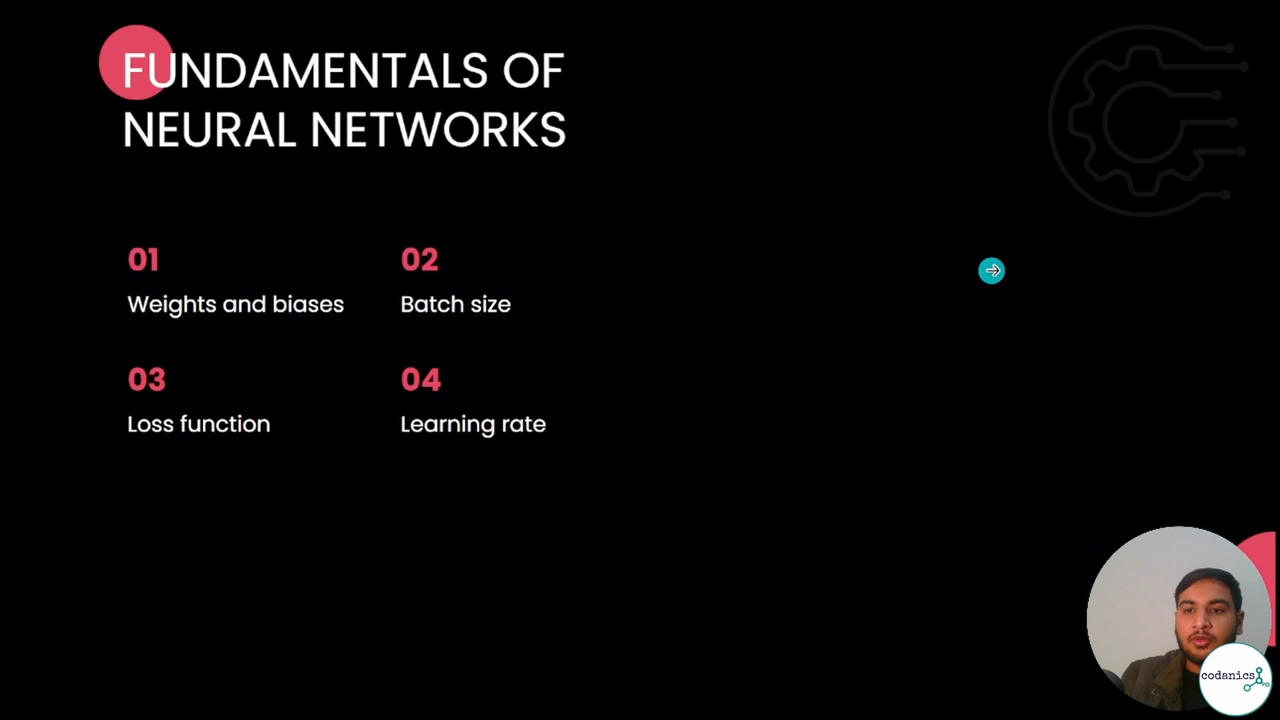 FUNDAMENTALS OF
NEURAL NETWORKS
01
Weights and biases
02
Batch size
03
Loss function
04
Learning rate
codanics